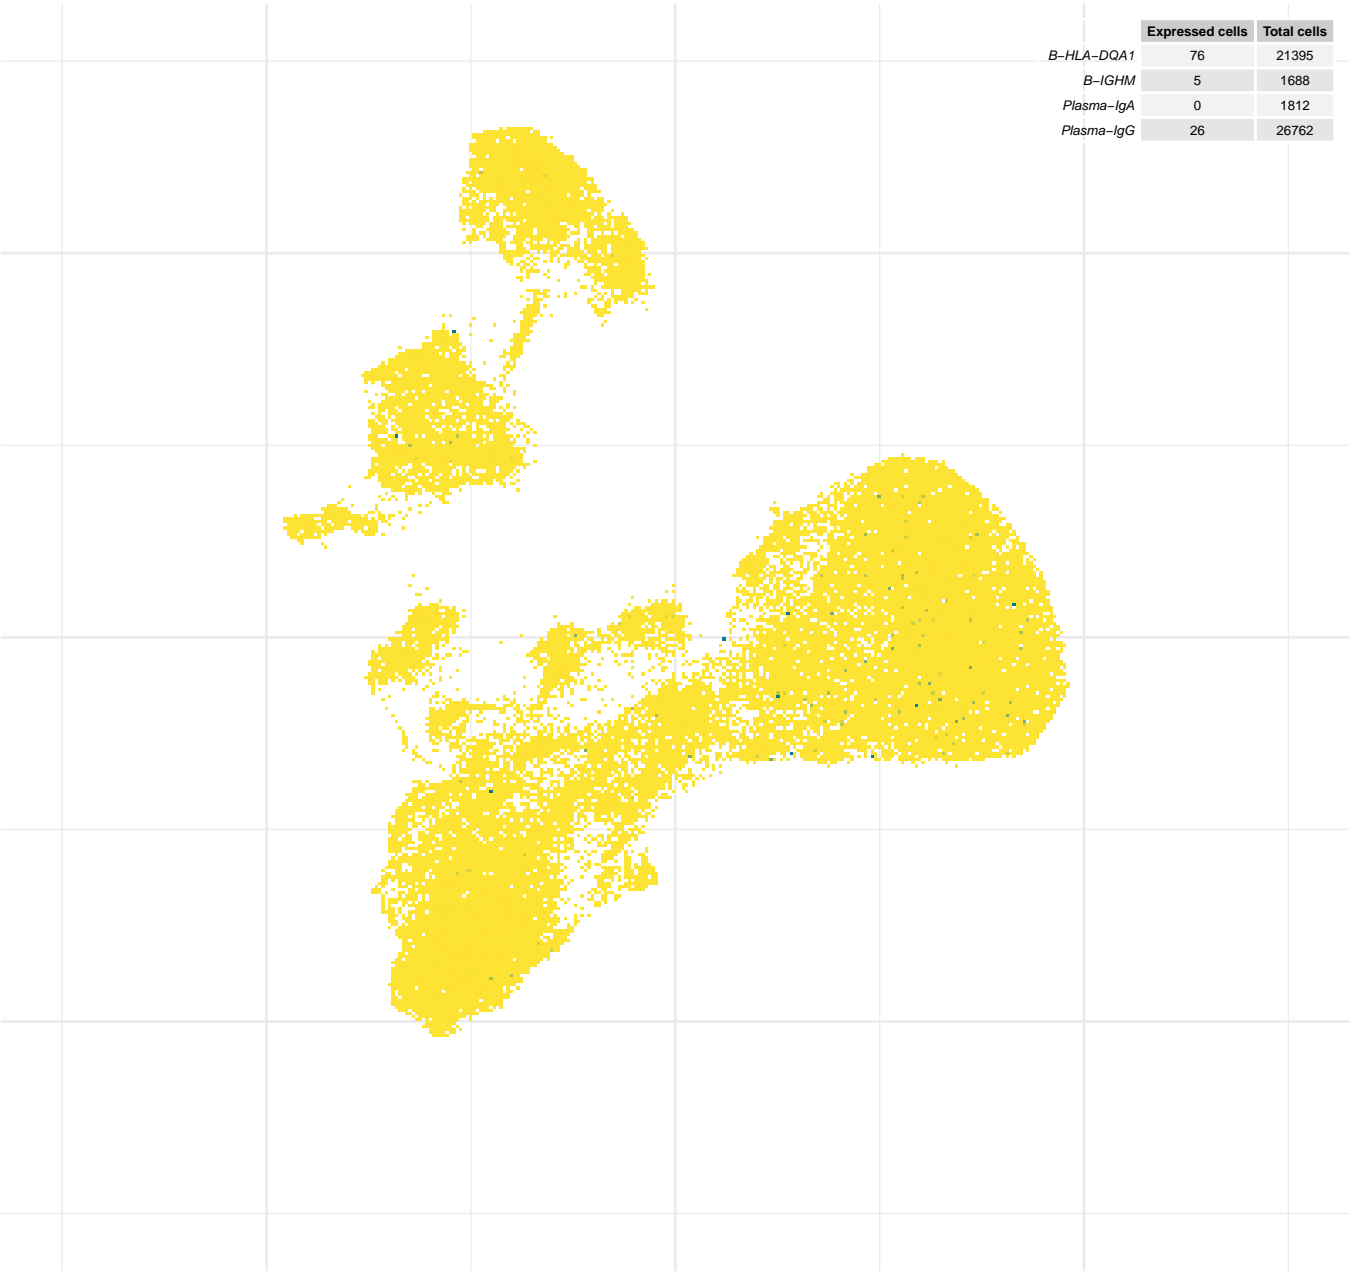 Expressed cells Total cells
B−HLA−DQA1 76 21395
B−IGHM 5 1688
Plasma−IgA 0 1812
Plasma−IgG 26 26762